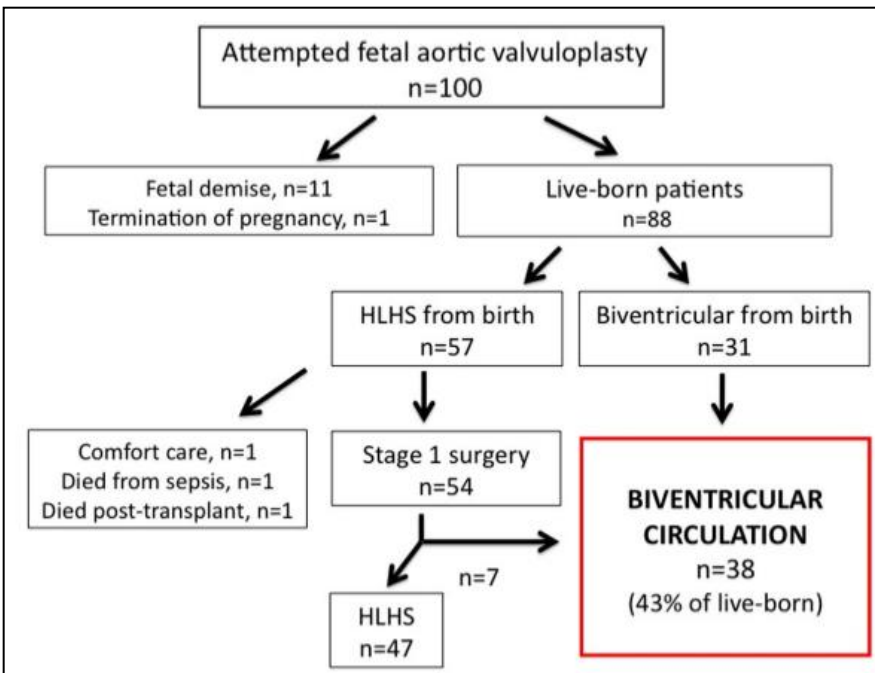 Attempted fetal aortic valvuloplasty
n=100
Fetal demise, n=11
Termination of pregnancy, n=1
Live-born patients
n=88
HLHS from birth
n=57
Biventricular from birth
n=31
Comfort care, n=1
Died from sepsis, n=1
Died post-transplant, n=1
Stage 1 surgery
n=54
BIVENTRICULAR
CIRCULATION
n=38
(43% of live-born)
n=7
HLHS
n=47